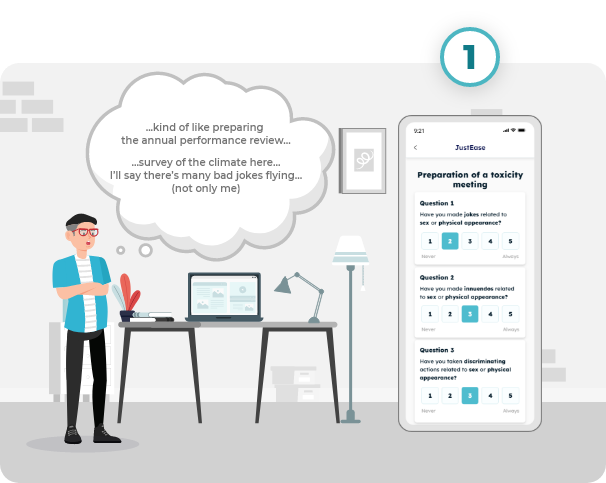 1
...kind of like preparing
the annual performance review...
...survey of the climate here...
I'll say there's many bad jokes flying...
(not only me)
9:21
JustEase
Preparation of a toxicity
meeting
Question 1
Have you made jokes related to
sex or physical appearance?
1 2 3 4 5
Never Always
Question 2
Have you made innuendos related
to sex or physical appearance?
1 2 3 4 5
Never Always
Question 3
Have you taken discriminating
actions related to sex or physical
appearance?
1 2 3 4 5
Never Always